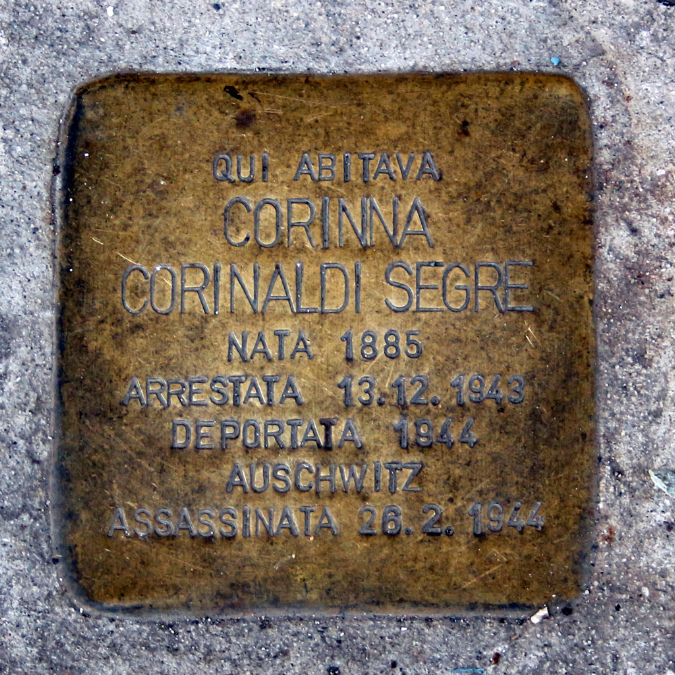 QUI ABITAVA
CORINNA
CORINALDI SEGRE
NATA 1885
ARRESTATA 13.12.1943
DEPORTATA 1944
AUSCHWITZ
ASSASSINATA 26.2.1944